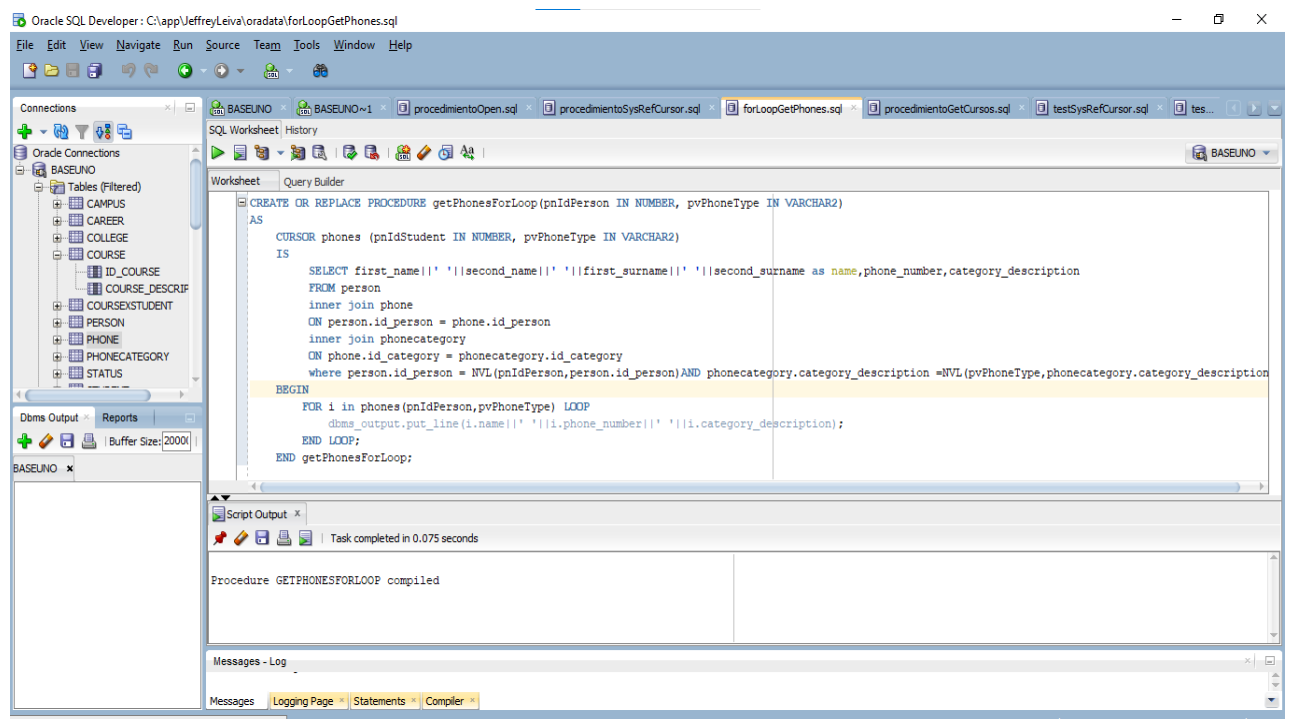 Oracle SQL Developer : C:\app\JeffreyLeiva\oradata\forLoopGetPhones.sql
File Edit View Navigate Run Source Team Tools Window Help
Connections
BASEUNO
BASEUNO~1
procedimientoOpen.sql
procedimientoSysRefCursor.sql
forLoopGetPhones.sql
procedimientoGetCursos.sql
testSysRefCursor.sql
tes...
SQL Worksheet History
BASEUNO
Worksheet Query Builder
Oracle Connections
BASEUNO
Tables (Filtered)
CAMPUS
CAREER
COLLEGE
COURSE
ID_COURSE
COURSE_DESCRIP
COURSEXSTUDENT
PERSON
PHONE
PHONECATEGORY
STATUS
CREATE OR REPLACE PROCEDURE getPhonesForLoop(pnIdPerson IN NUMBER, pvPhoneType IN VARCHAR2)
AS
CURSOR phones (pnIdStudent IN NUMBER, pvPhoneType IN VARCHAR2)
IS
SELECT first_name||' '||second_name||' '||first_surname||' '||second_surname as name,phone_number,category_description
FROM person
inner join phone
ON person.id_person = phone.id_person
inner join phonecategory
ON phone.id_category = phonecategory.id_category
where person.id_person = NVL(pnIdPerson,person.id_person)AND phonecategory.category_description =NVL(pvPhoneType,phonecategory.category_description
BEGIN
FOR i in phones(pnIdPerson,pvPhoneType) LOOP
dbms_output.put_line(i.name||' '||i.phone_number||' '||i.category_description);
END LOOP;
END getPhonesForLoop;
Dbms Output Reports
Buffer Size: 2000
BASEUNO
Script Output
Task completed in 0.075 seconds
Procedure GETPHONESFORLOOP compiled
Messages - Log
Messages Logging Page Statements Compiler